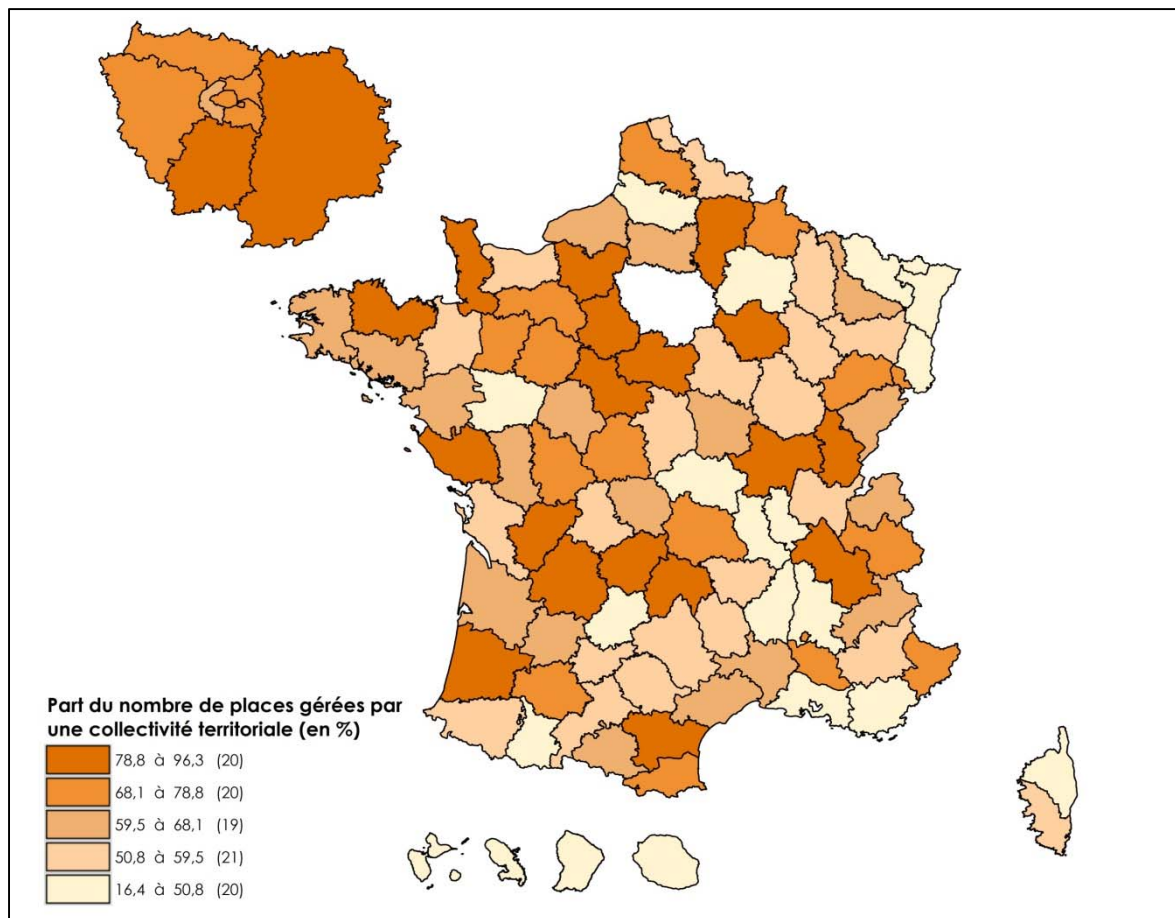 Part du nombre de places gérées par
une collectivité territoriale (en %)
78,8 à 96,3 (20)
68,1 à 78,8 (20)
59,5 à 68,1 (19)
50,8 à 59,5 (21)
16,4 à 50,8 (20)